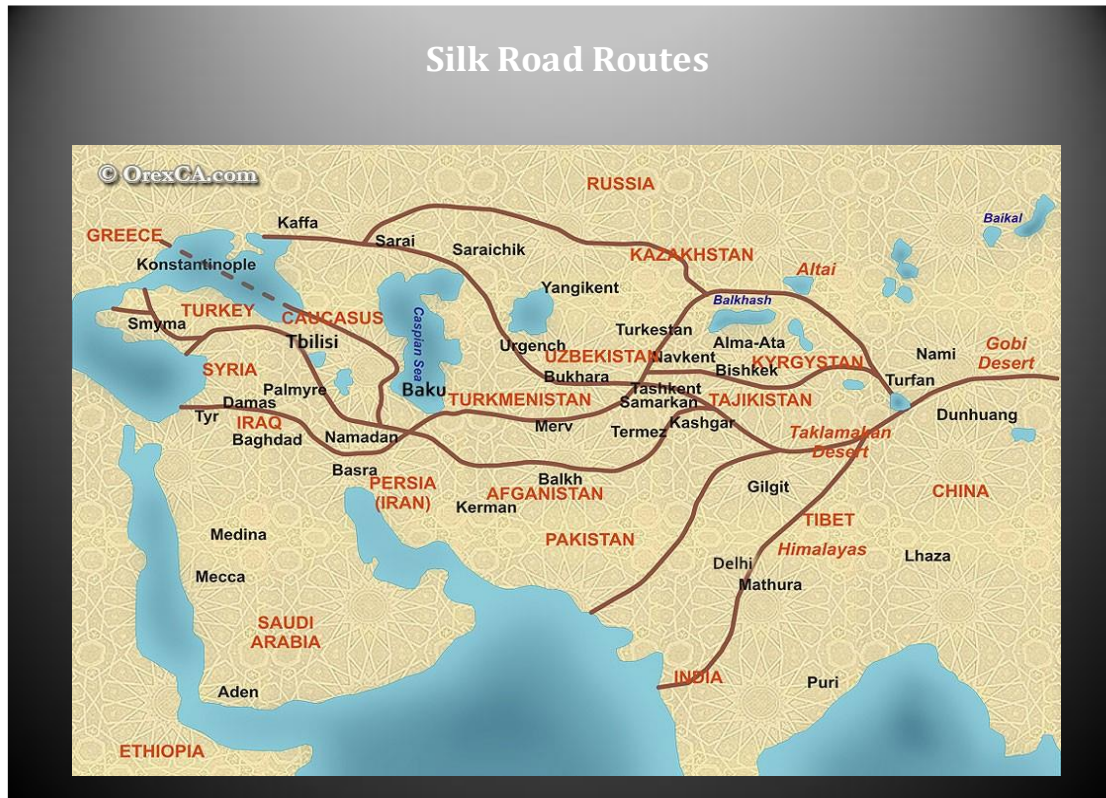 Silk Road Routes
© OrexCA.com
RUSSIA
Baikal
Kaffa
GREECE
Sarai
Saraichik
KAZAKHSTAN
Konstantinople
Altai
Yangikent
Balkhash
TURKEY
CAUCASUS
Smyrna
Caspian Sea
Turkestan
Tbilisi
Urgench
Alma-Ata
Gobi
Desert
UZBEKISTAN
Navkent
KYRGYSTAN
Nami
SYRIA
Bishkek
Bukhara
Turfan
Palmyre
Baku
Tashkent
Damas
TURKMENISTAN
Samarkan
TAJIKISTAN
Tyr
IRAQ
Merv
Kashgar
Dunhuang
Baghdad
Namadan
Termez
Taklamakan
Desert
Basra
PERSIA
(IRAN)
Balkh
Gilgit
AFGANISTAN
CHINA
Kerman
TIBET
Medina
PAKISTAN
Himalayas
Lhaza
Delhi
Mecca
Mathura
SAUDI
ARABIA
INDIA
Puri
Aden
ETHIOPIA